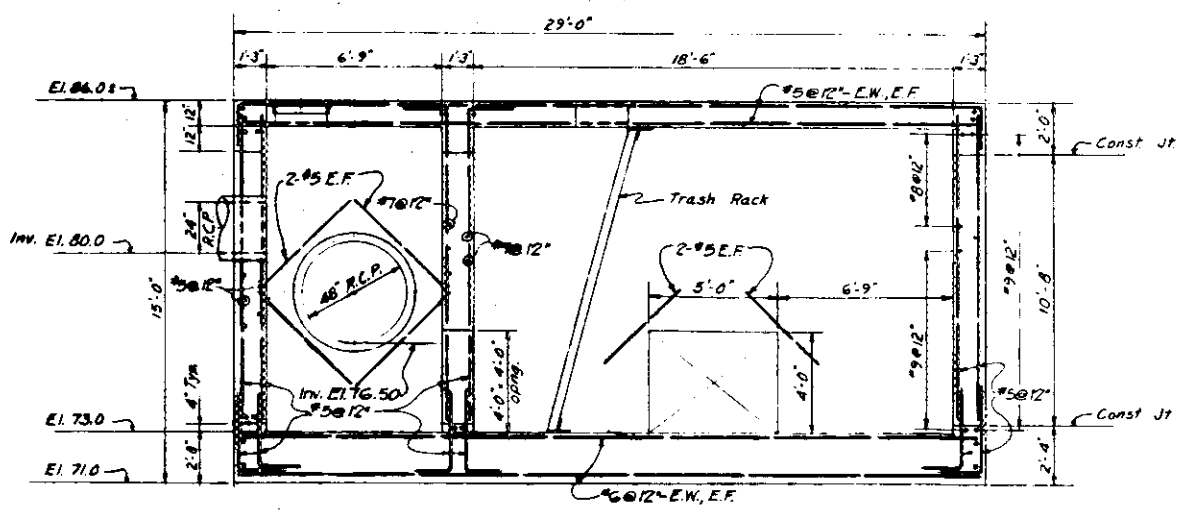 29'-0"
1'-3"
6'-9"
1'-3"
18'-6"
1'-3"
El. 86.0±
#5@12"-E.W., E.F.
12" 12"
2'-0"
Const. Jt.
2-#5 E.F.
#7@12"
#8@12"
24"
R.C.P.
Trash Rack
Inv. El. 80.0
@12"
2-#5 E.F.
#9@12"
10'-8"
15'-0"
#5@12"
48" R.C.P.
5'-0"
6'-9"
#9@12"
4'-0" × 4'-0"
opng.
4'-0"
Inv. El. 76.50
4" Typ.
#5@12"
#5@12"
El. 73.0
Const. Jt.
2'-4"
El. 71.0
#6@12"-E.W., E.F.